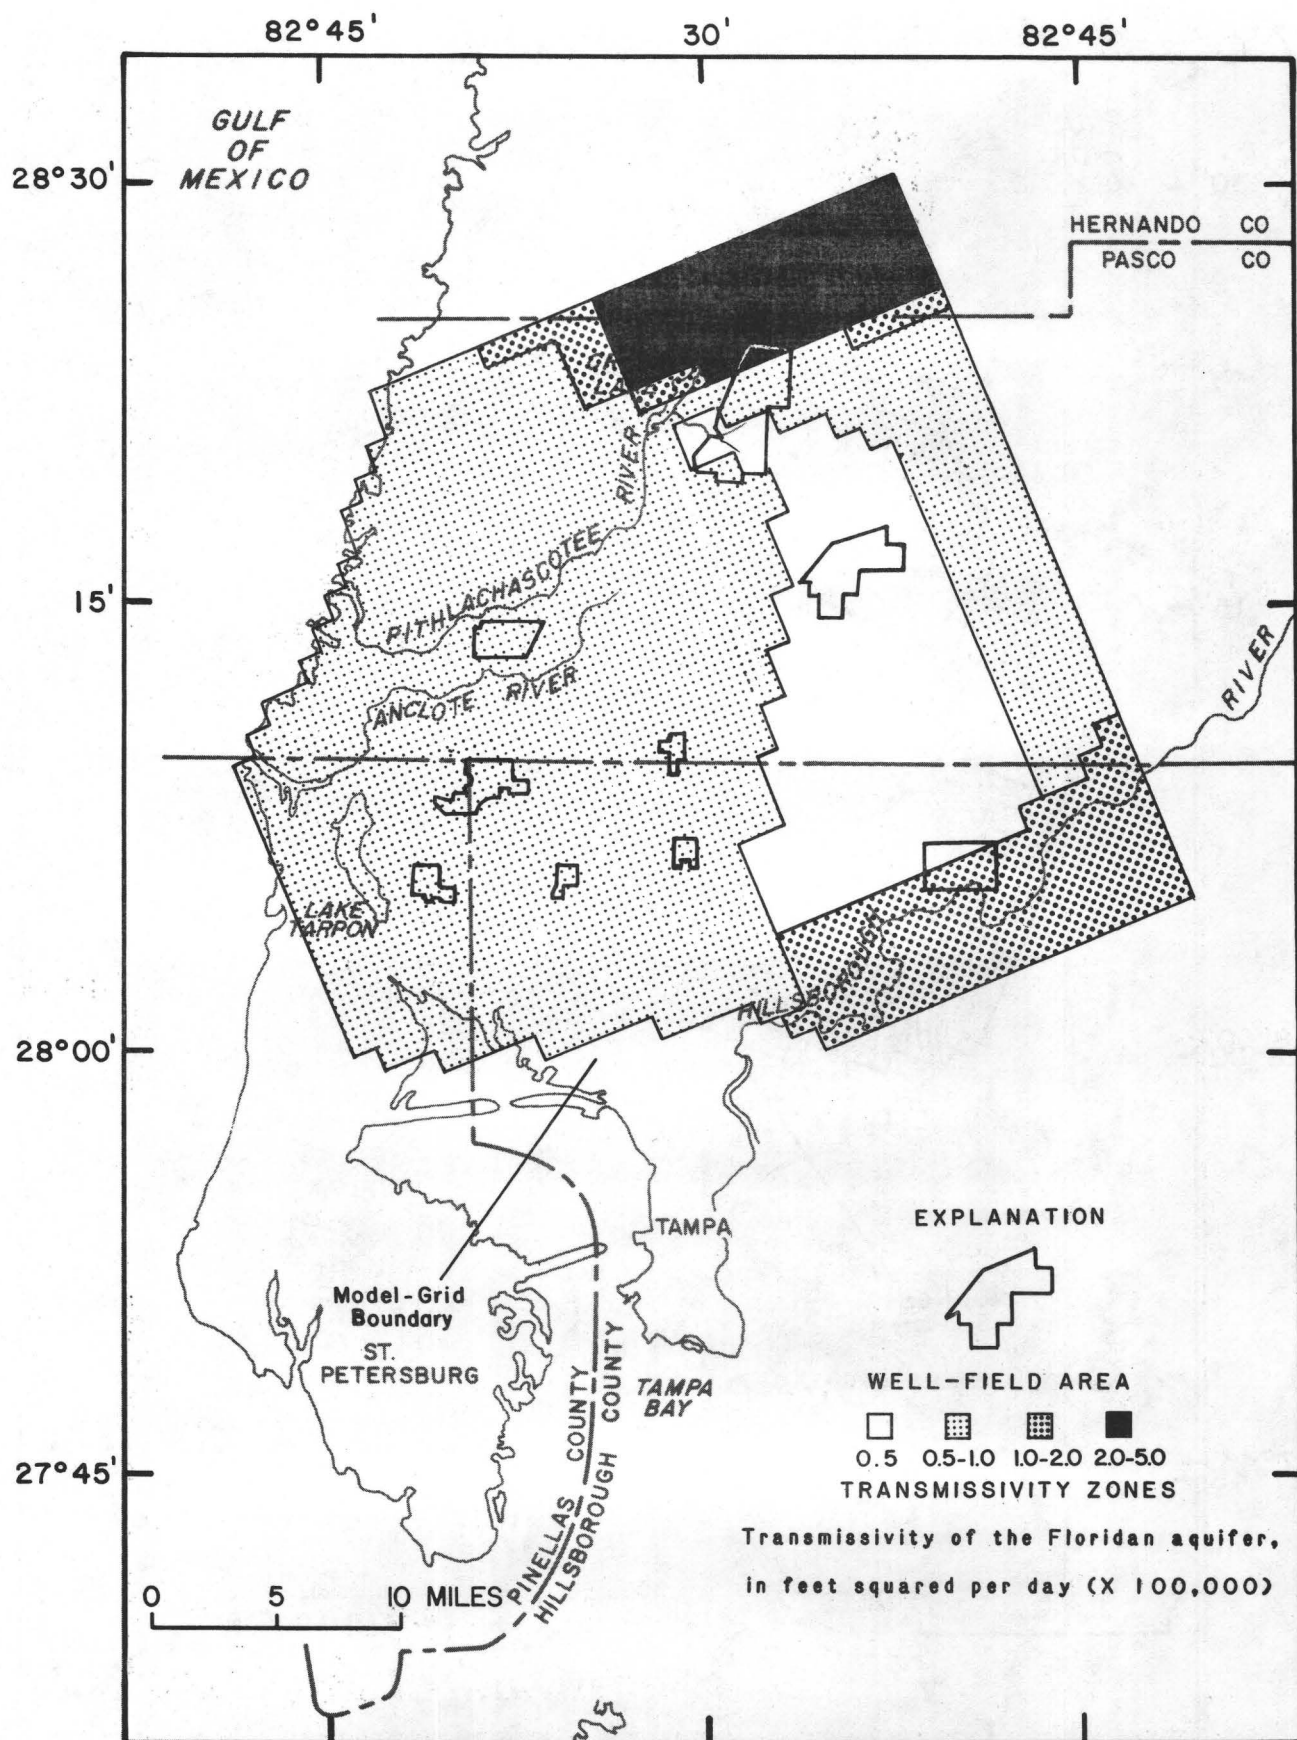 82°45' 30' 82°45'
GULF
OF
MEXICO
28°30'
HERNANDO CO
PASCO CO
RIVER
15'
PITHLACHASCOTEE
ANCLOTE RIVER
RIVER
LAKE
TARPON
HILLSBOROUGH
28°00'
TAMPA
EXPLANATION
Model-Grid
Boundary
ST.
PETERSBURG
WELL-FIELD AREA
TAMPA
BAY
PINELLAS COUNTY
HILLSBOROUGH COUNTY
0.5 0.5-1.0 1.0-2.0 2.0-5.0
27°45'
TRANSMISSIVITY ZONES
Transmissivity of the Floridan aquifer,
in feet squared per day (X 100,000)
0 5 10 MILES